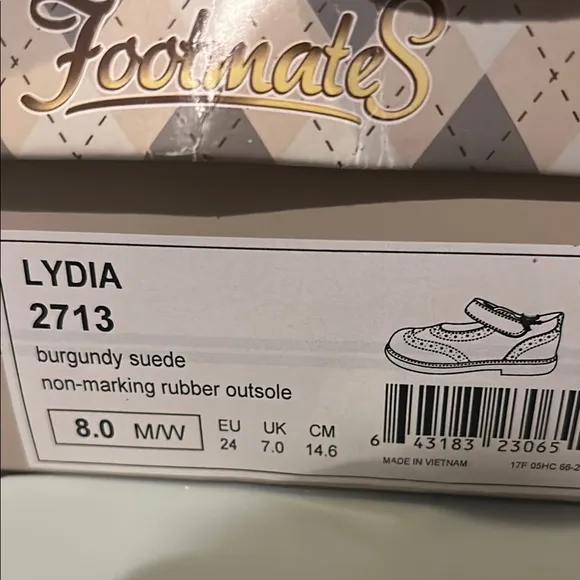 FootmateS
LYDIA
2713
burgundy suede
non-marking rubber outsole
8.0 M/W
EU UK CM
24 7.0 14.6
6 43183 23065
MADE IN VIETNAM 17F 05HC 66-2